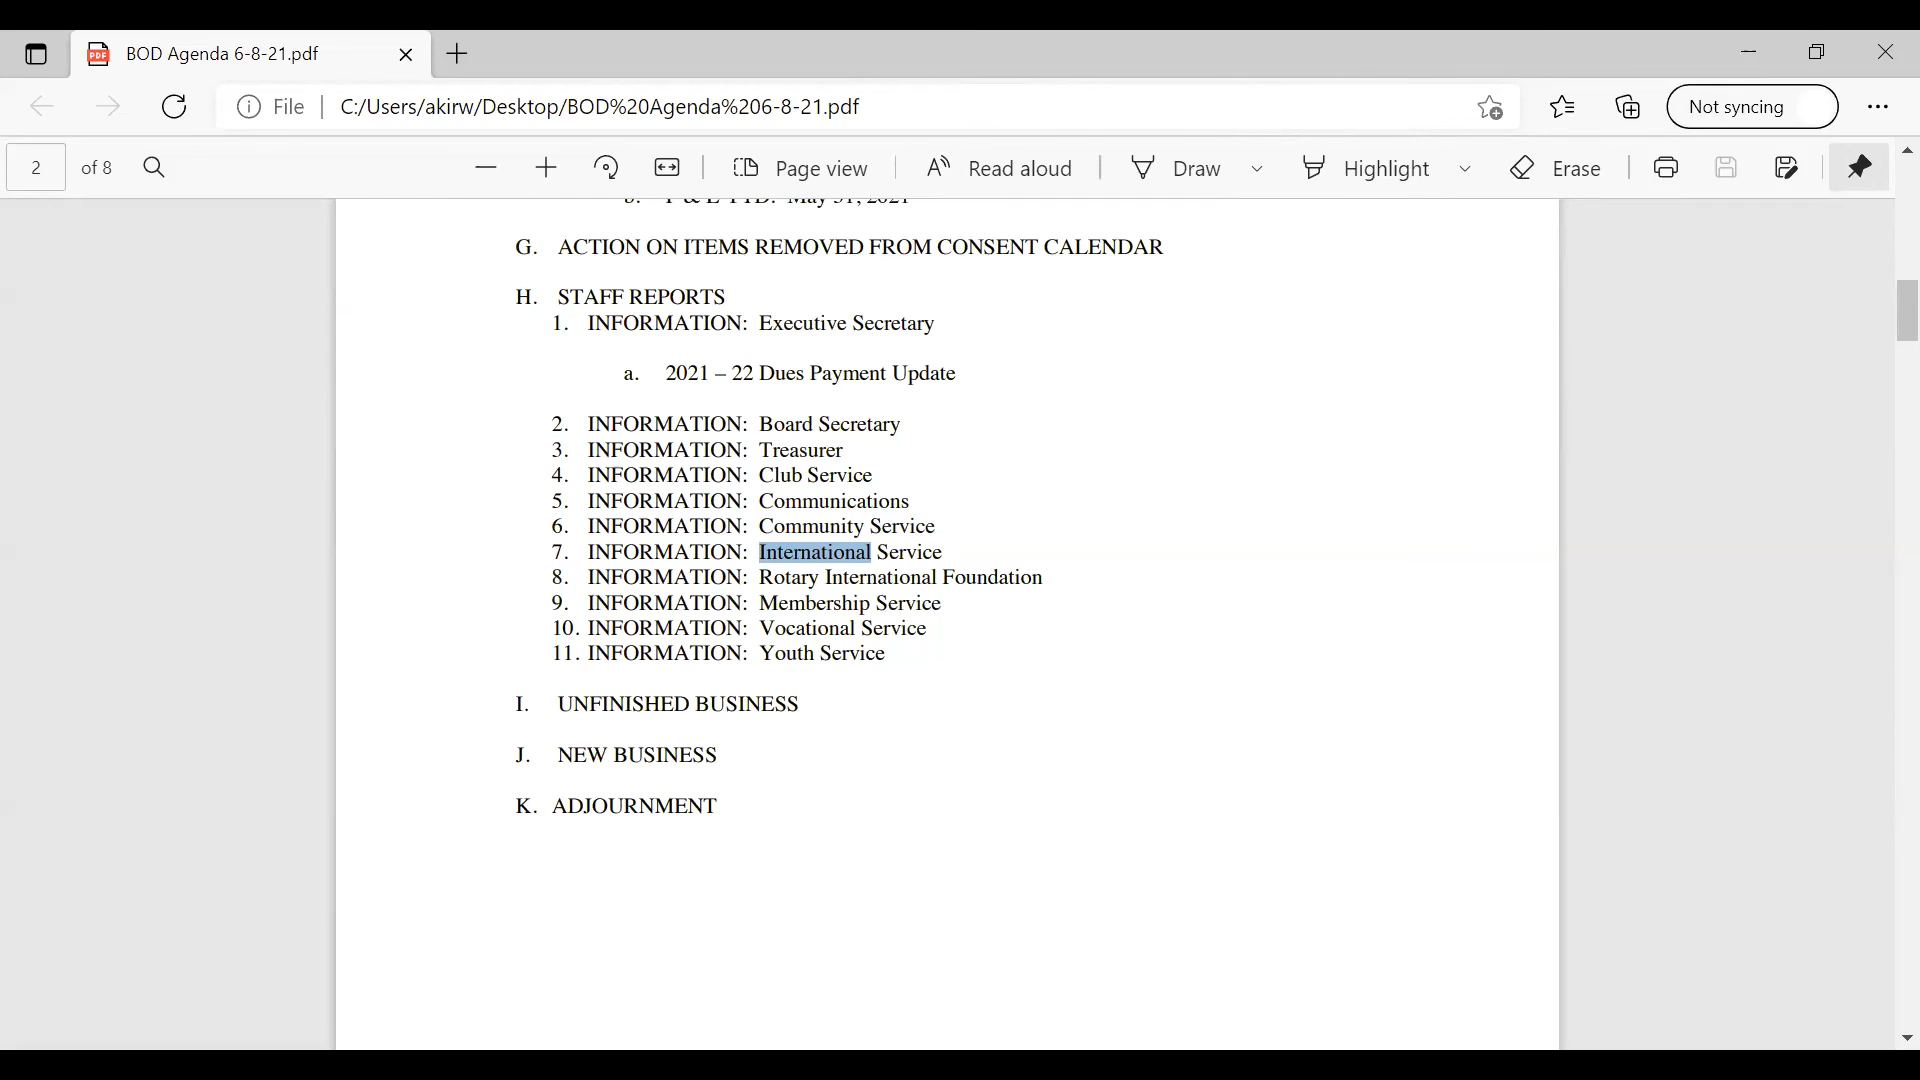 BOD Agenda 6-8-21.pdf
File
C:/Users/akirw/Desktop/BOD%20Agenda%206-8-21.pdf
Not syncing
2 of 8
Page view
Read aloud
Draw
Highlight
Erase
May 31, 2021
G. ACTION ON ITEMS REMOVED FROM CONSENT CALENDAR
H. STAFF REPORTS
1. INFORMATION: Executive Secretary
a. 2021 – 22 Dues Payment Update
2. INFORMATION: Board Secretary
3. INFORMATION: Treasurer
4. INFORMATION: Club Service
5. INFORMATION: Communications
6. INFORMATION: Community Service
7. INFORMATION: International Service
8. INFORMATION: Rotary International Foundation
9. INFORMATION: Membership Service
10. INFORMATION: Vocational Service
11. INFORMATION: Youth Service
I. UNFINISHED BUSINESS
J. NEW BUSINESS
K. ADJOURNMENT